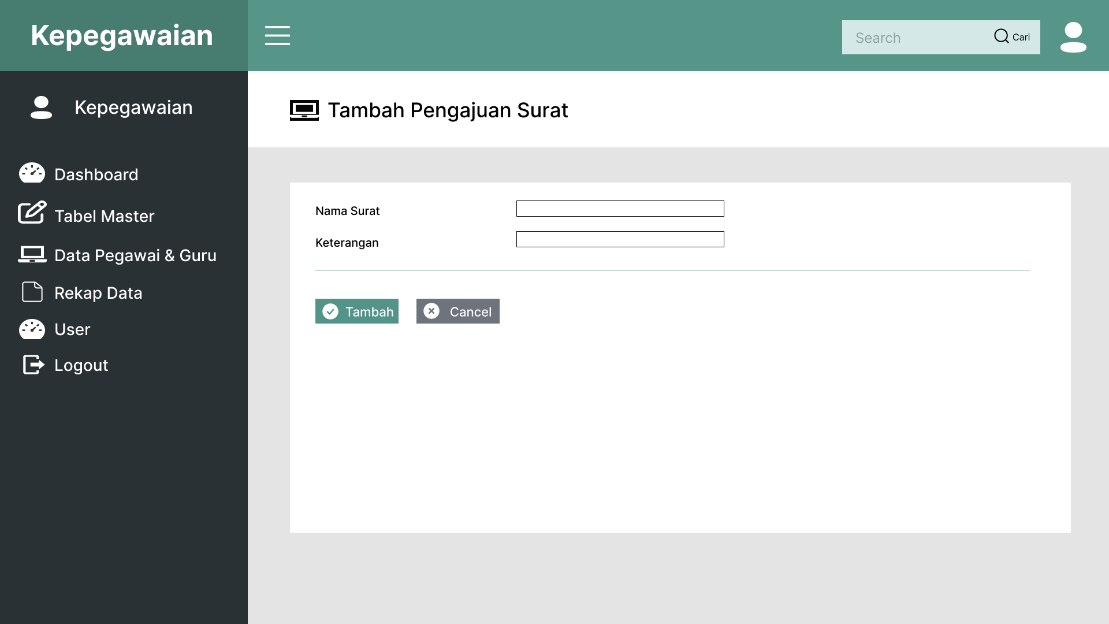 Kepegawaian
Search
Cari
Kepegawaian
Dashboard
Tabel Master
Data Pegawai & Guru
Rekap Data
User
Logout
Tambah Pengajuan Surat
Nama Surat
Keterangan
Tambah
Cancel